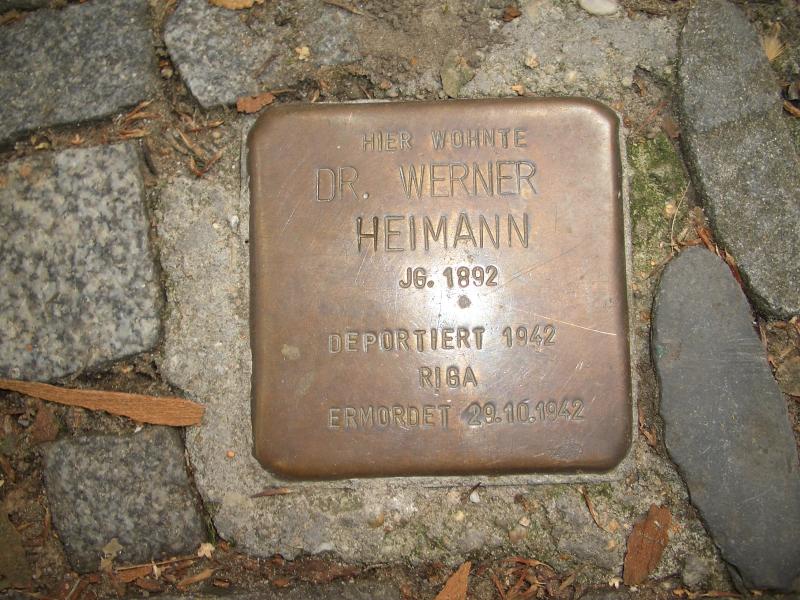 HIER WOHNTE
DR. WERNER
HEIMANN
JG. 1892
DEPORTIERT 1942
RIGA
ERMORDET 29.10.1942